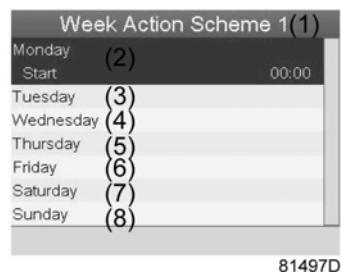 Week Action Scheme 1(1)
Monday (2)
Start 00:00
Tuesday (3)
Wednesday (4)
Thursday (5)
Friday (6)
Saturday (7)
Sunday (8)
81497D